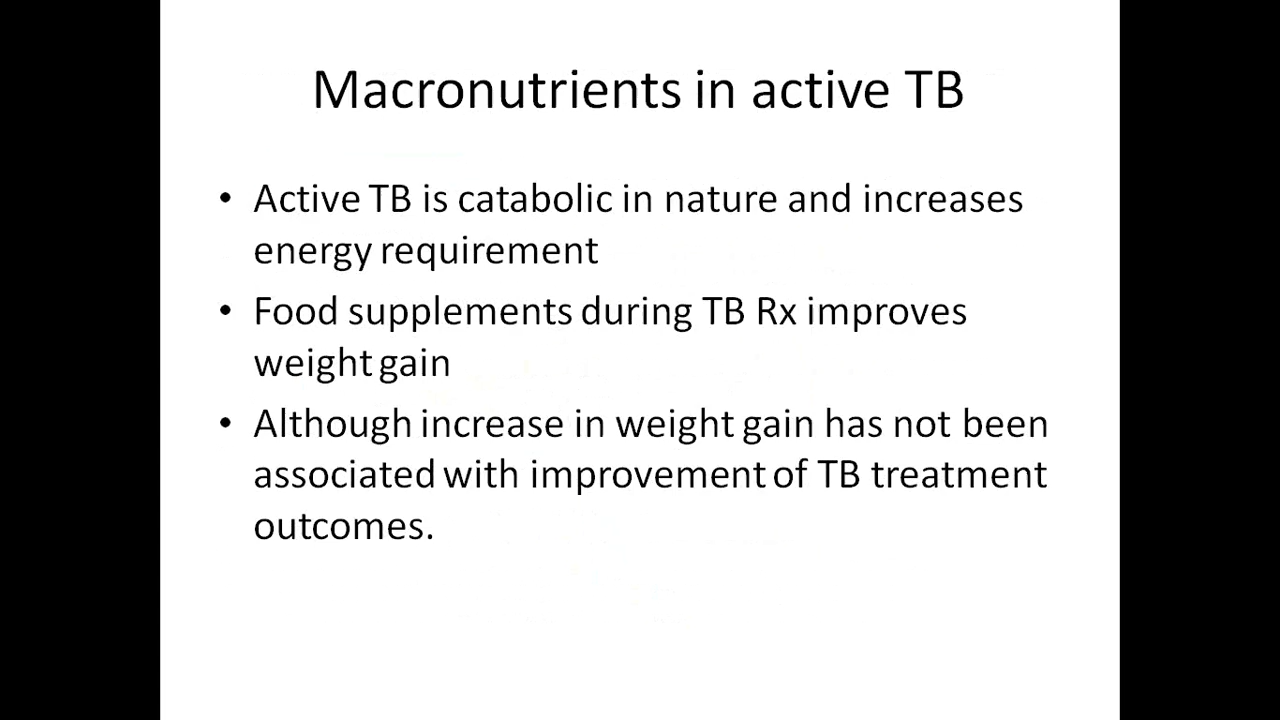 Macronutrients in active TB
• Active TB is catabolic in nature and increases
energy requirement
• Food supplements during TB Rx improves
weight gain
• Although increase in weight gain has not been
associated with improvement of TB treatment
outcomes.